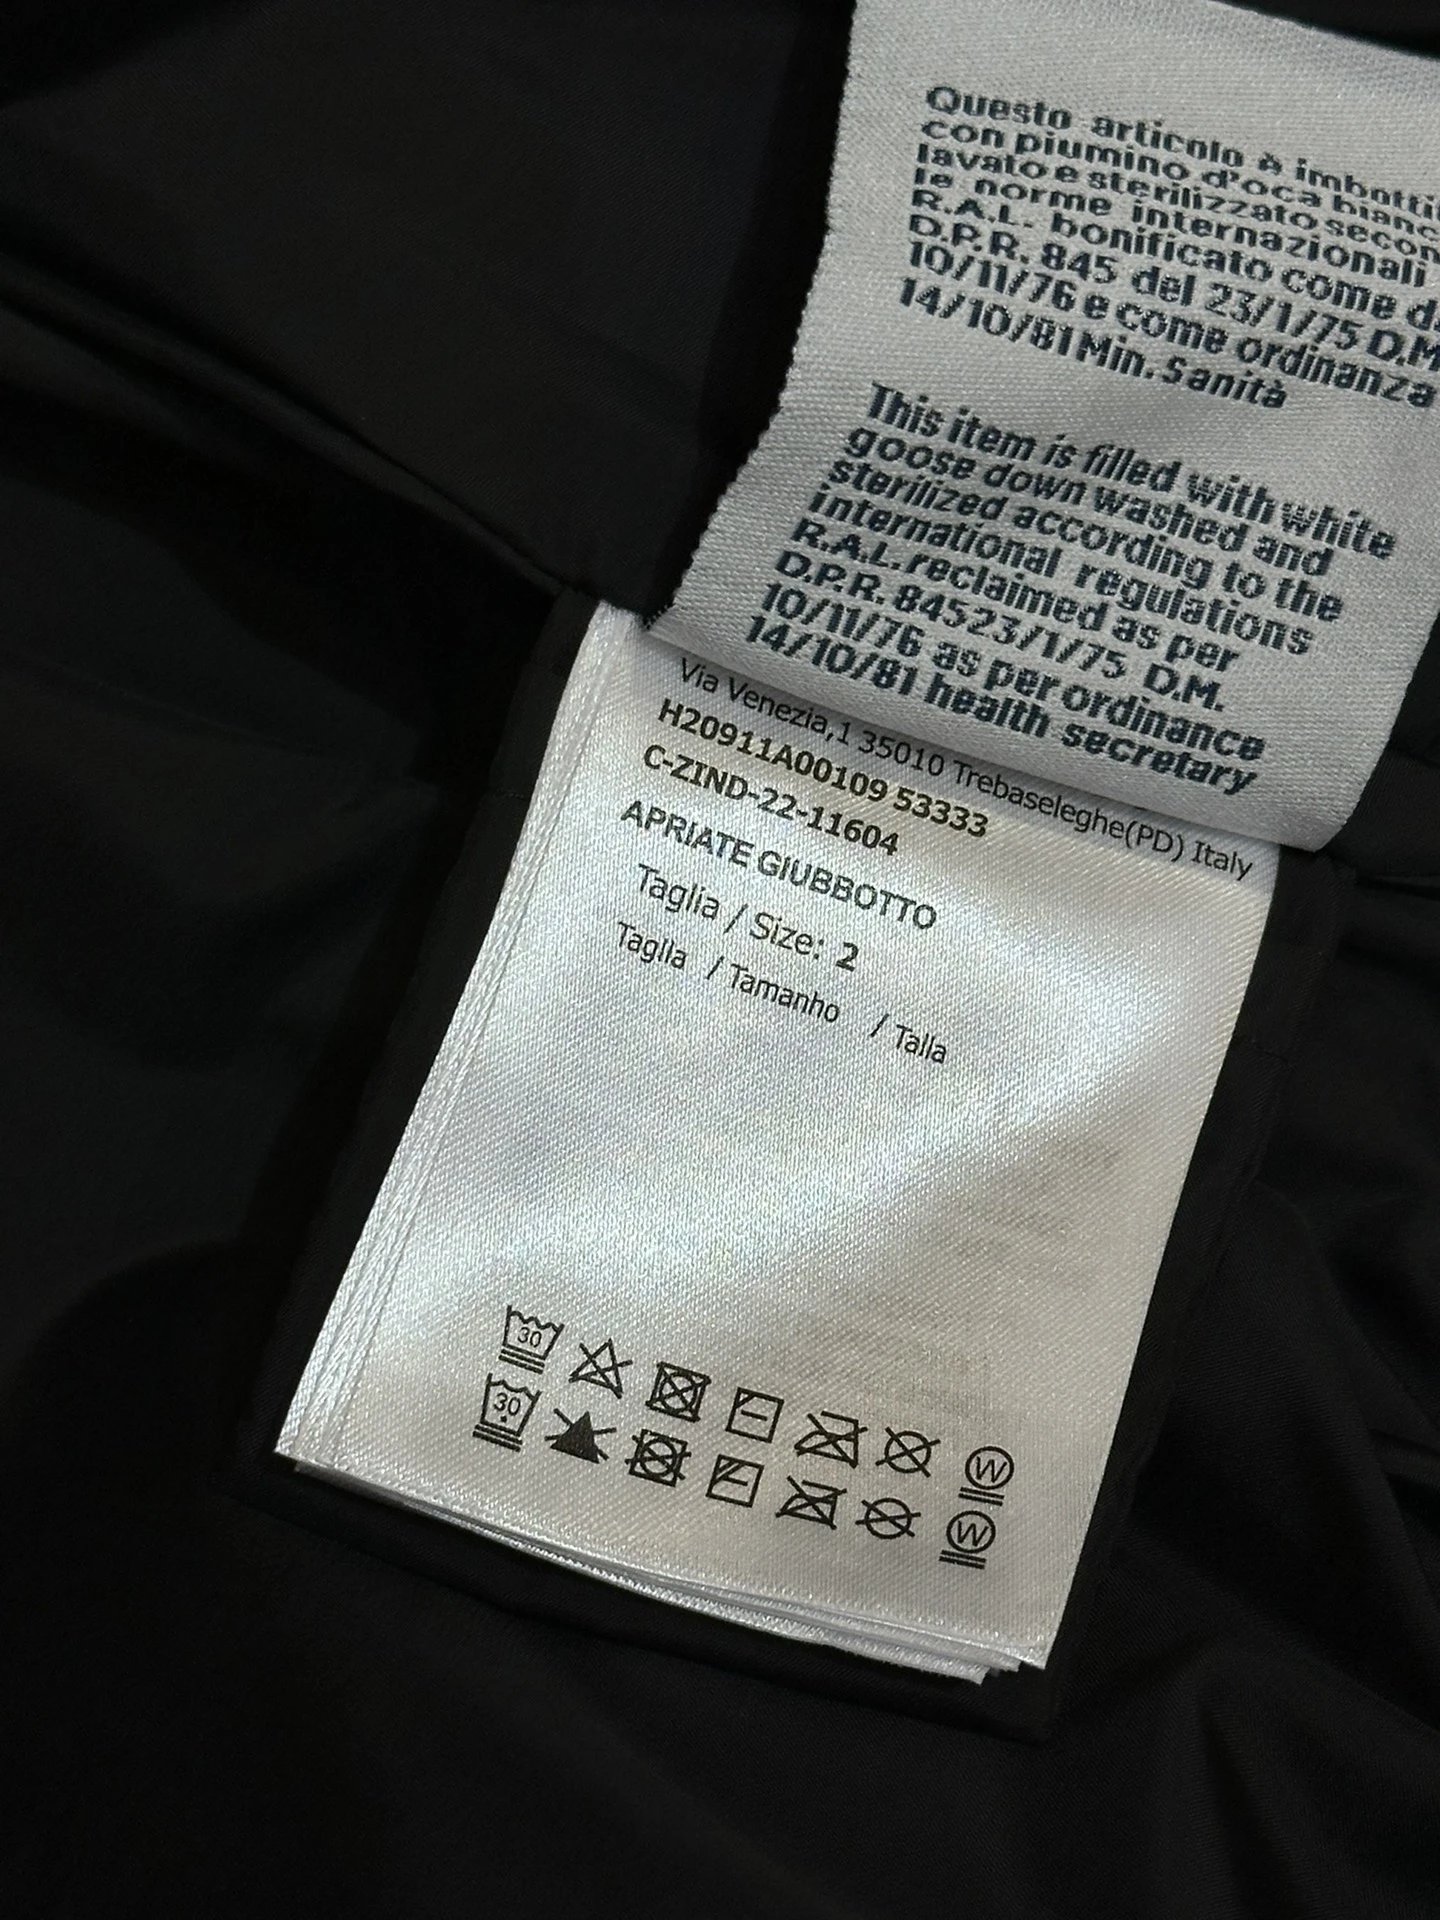 Questo articolo è imbottit
con piumino d'oca bianc
lavato e sterilizzato secon
le norme internazionali
R.A.L. bonificato come d
D.P.R. 845 del 23/1/75 D.M
10/11/76 e come ordinanza
14/10/81 Min. Sanità
This item is filled with white
goose down washed and
sterilized according to the
international regulations
R.A.L. reclaimed as per
D.P.R. 84523/1/75 D.M.
10/11/76 as per ordinance
14/10/81 health secretary
Via Venezia,1 35010 Trebaseleghe(PD) Italy
H20911A00109 53333
C-ZIND-22-11604
APRIATE GIUBBOTTO
Taglia / Size: 2
Taglla / Tamanho / Talla
30 W
30 W